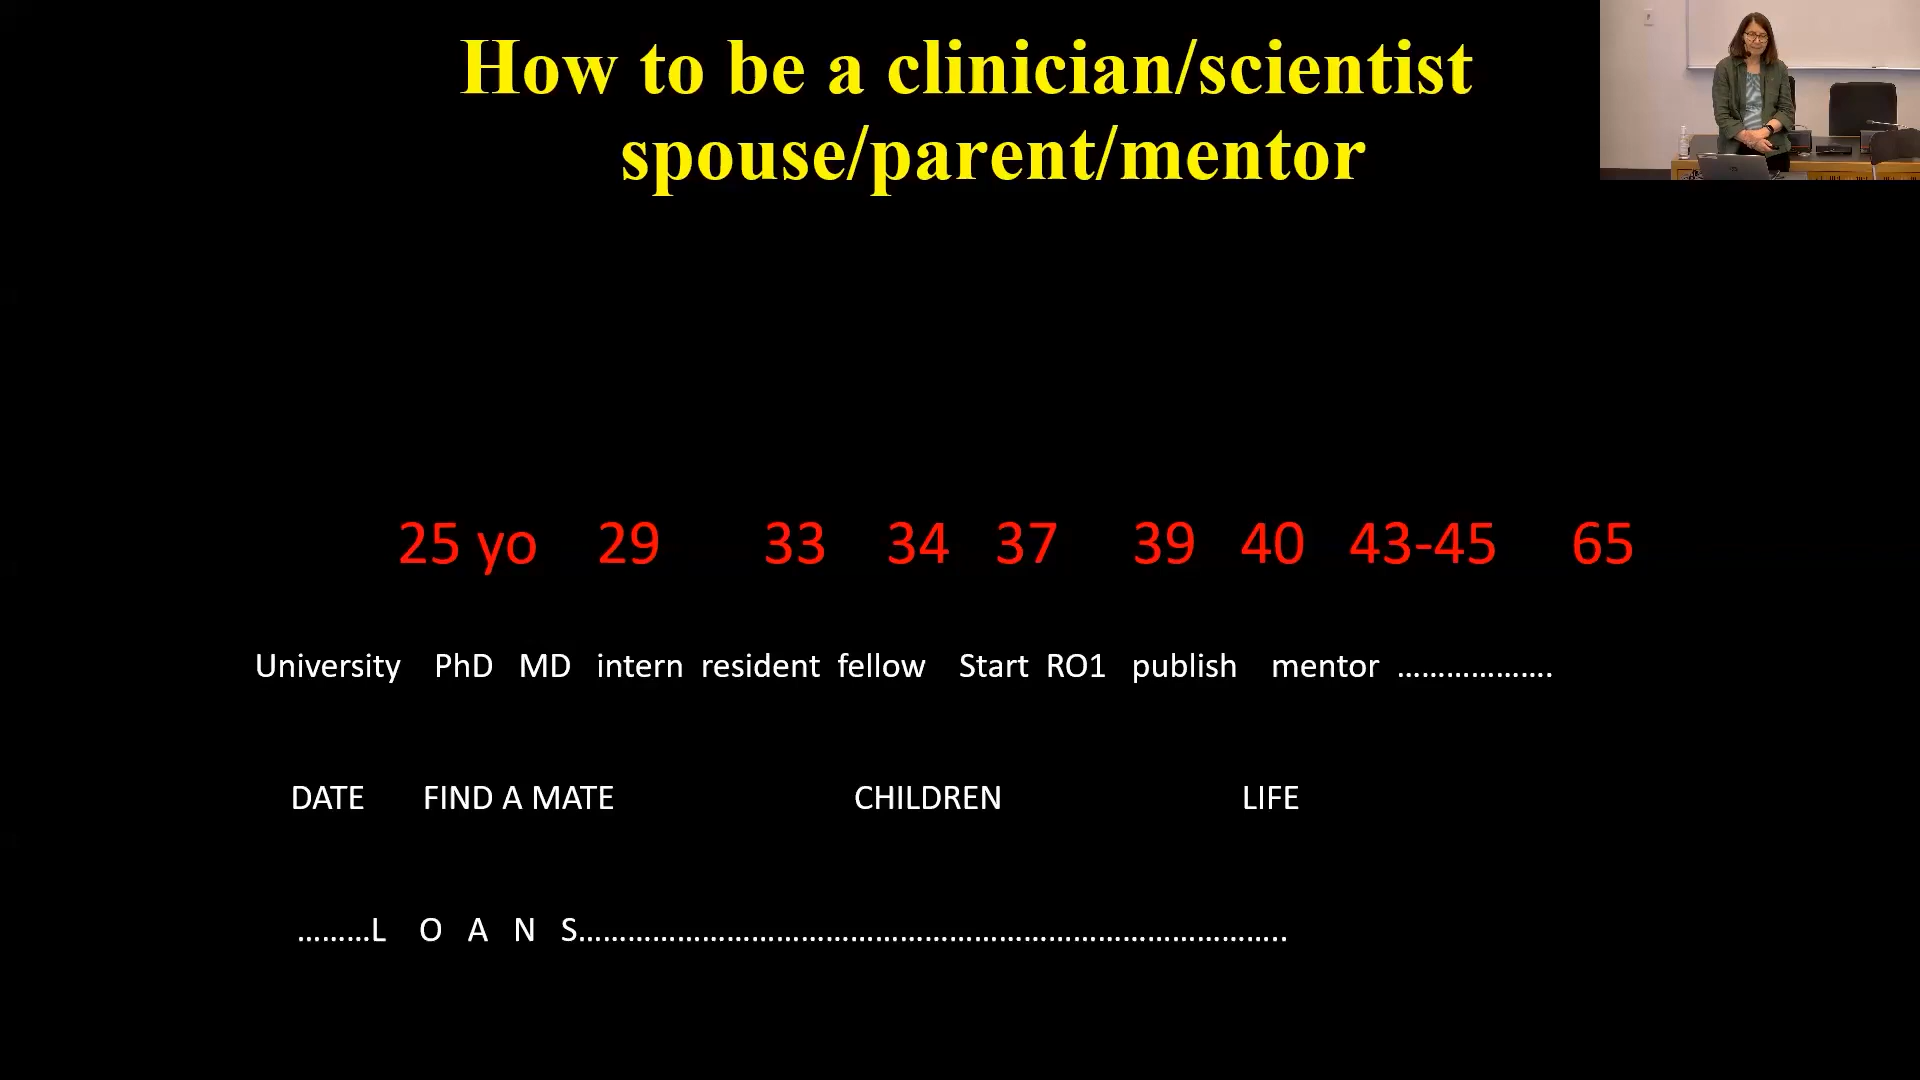 How to be a clinician/scientist
spouse/parent/mentor
25 yo 29 33 34 37 39 40 43-45 65
University PhD MD intern resident fellow Start RO1 publish mentor ……………….
DATE FIND A MATE CHILDREN LIFE
………L O A N S…………………………………………………………………………..